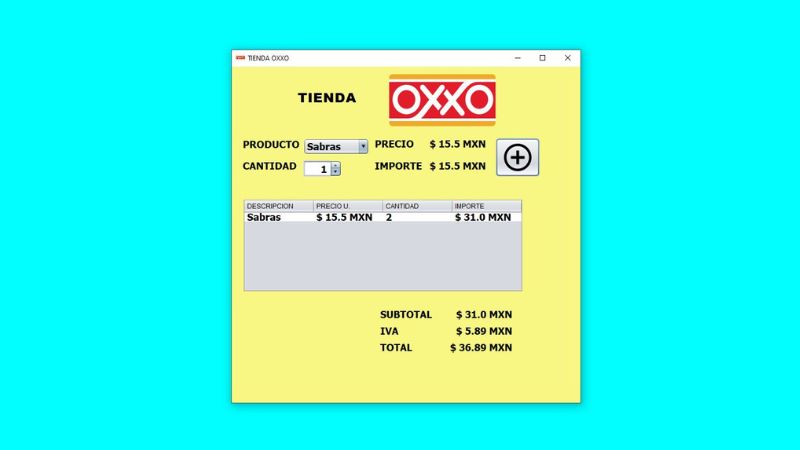 TIENDA OXXO
TIENDA OXXO
PRODUCTO Sabras PRECIO $ 15.5 MXN
CANTIDAD 1 IMPORTE $ 15.5 MXN
DESCRIPCION PRECIO U. CANTIDAD IMPORTE
Sabras $ 15.5 MXN 2 $ 31.0 MXN
SUBTOTAL $ 31.0 MXN
IVA $ 5.89 MXN
TOTAL $ 36.89 MXN